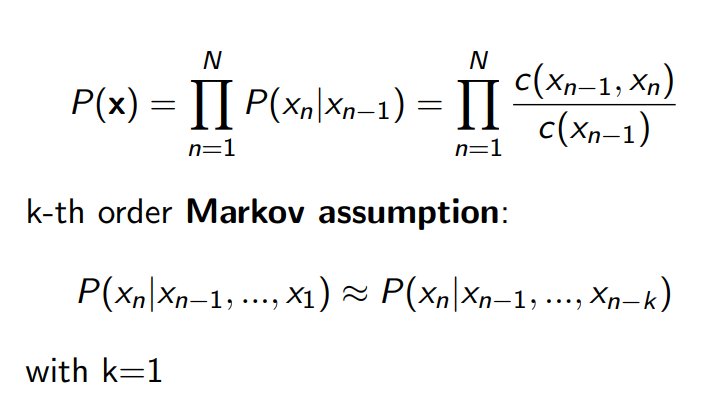 P(x) = ∏_{n=1}^{N} P(x_n|x_{n−1}) = ∏_{n=1}^{N} c(x_{n−1}, x_n) / c(x_{n−1})
k-th order Markov assumption:
P(x_n|x_{n−1}, ..., x_1) ≈ P(x_n|x_{n−1}, ..., x_{n−k})
with k=1